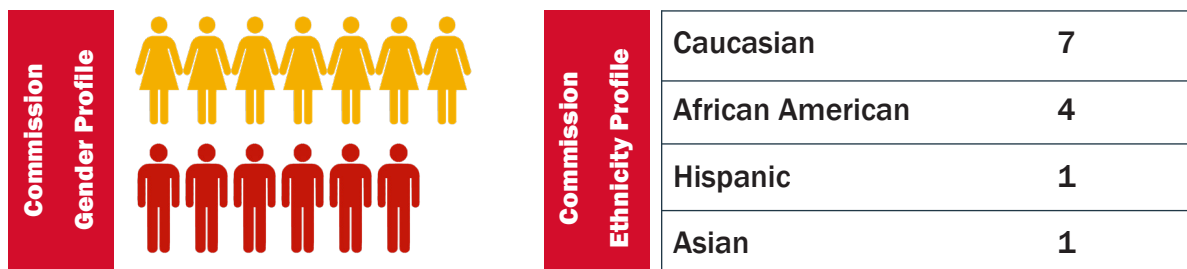 Commission
Gender Profile
Commission
Ethnicity Profile
Caucasian 7
African American 4
Hispanic 1
Asian 1